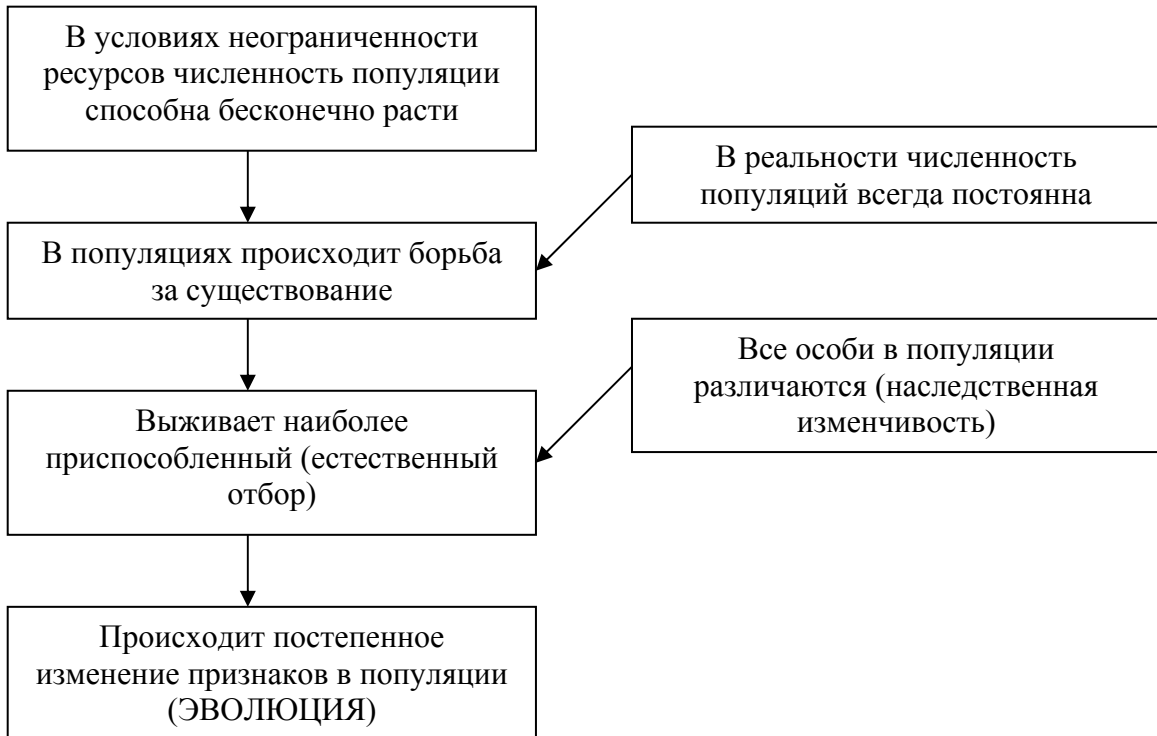 В условиях неограниченности
ресурсов численность популяции
способна бесконечно расти
В реальности численность
популяций всегда постоянна
В популяциях происходит борьба
за существование
Все особи в популяции
различаются (наследственная
изменчивость)
Выживает наиболее
приспособленный (естественный
отбор)
Происходит постепенное
изменение признаков в популяции
(ЭВОЛЮЦИЯ)